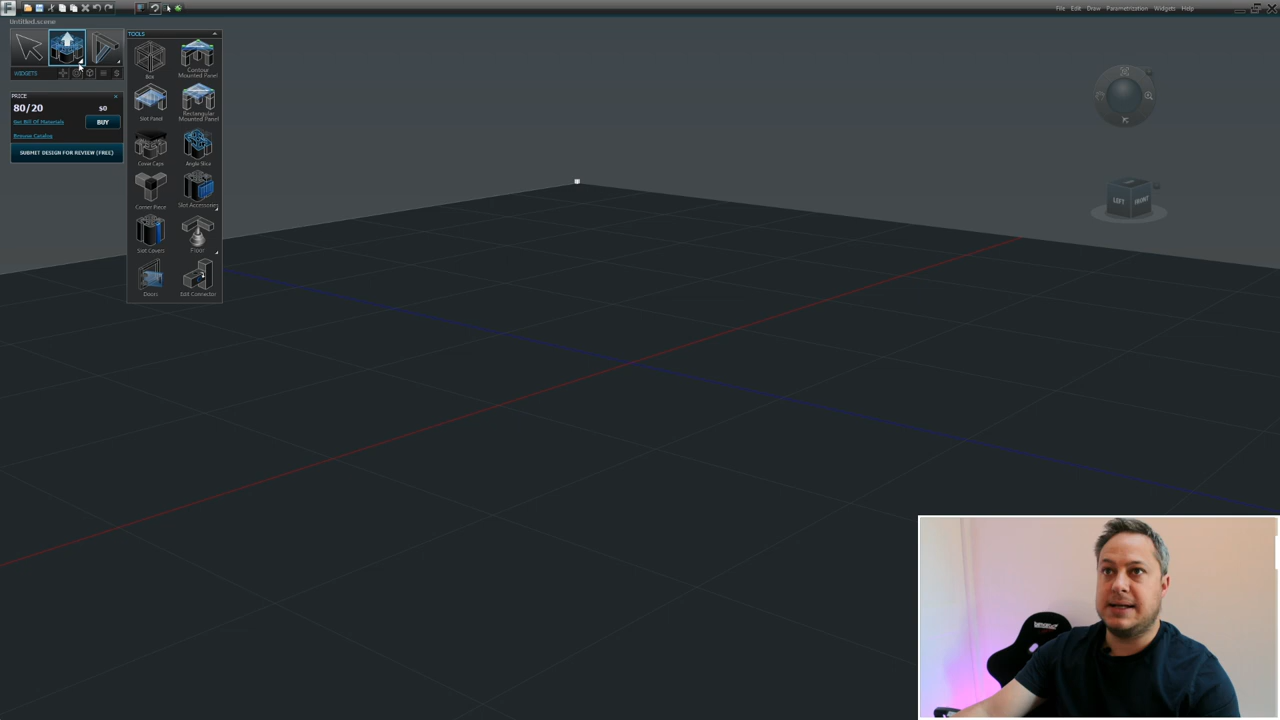 F
File Edit Draw Parametrization Widgets Help
Untitled.scene
WIDGETS
PRICE
80/20 $0
Get Bill Of Materials
BUY
Browse Catalog
SUBMIT DESIGN FOR REVIEW (FREE)
TOOLS
Box
Contour
Mounted Panel
Slot Panel
Rectangular
Mounted Panel
Cover Caps
Angle Slice
Corner Piece
Slot Accessories
Slot Covers
Floor
Doors
Edit Connector
LEFT
FRONT